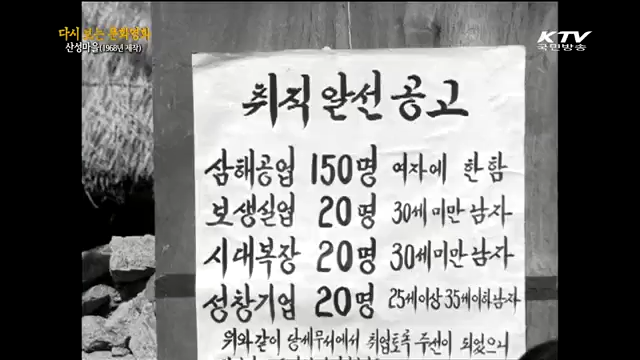 다시 보는 문화영화
산성마을(1968년 제작)
KTV
국민방송
취직알선공고
삼해공업 150명 여자에 한함
보생실업 20명 30세 미만 남자
시대복장 20명 30세 미만 남자
성창기업 20명 25세 이상 35세 이하 남자
위와 같이 당세무서에서 취업토록 주선이 되었으니